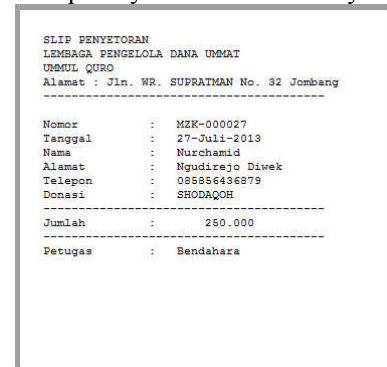 SLIP PENYETORAN
LEMBAGA PENGELOLA DANA UMMAT
UMMUL QURO
Alamat : Jln. WR. SUPRATMAN No. 32 Jombang
----------------------------------------
Nomor : MZK-000027
Tanggal : 27-Juli-2013
Nama : Nurchamid
Alamat : Ngudirejo Diwek
Telepon : 085856436879
Donasi : SHODAQOH
----------------------------------------
Jumlah : 250.000
----------------------------------------
Petugas : Bendahara